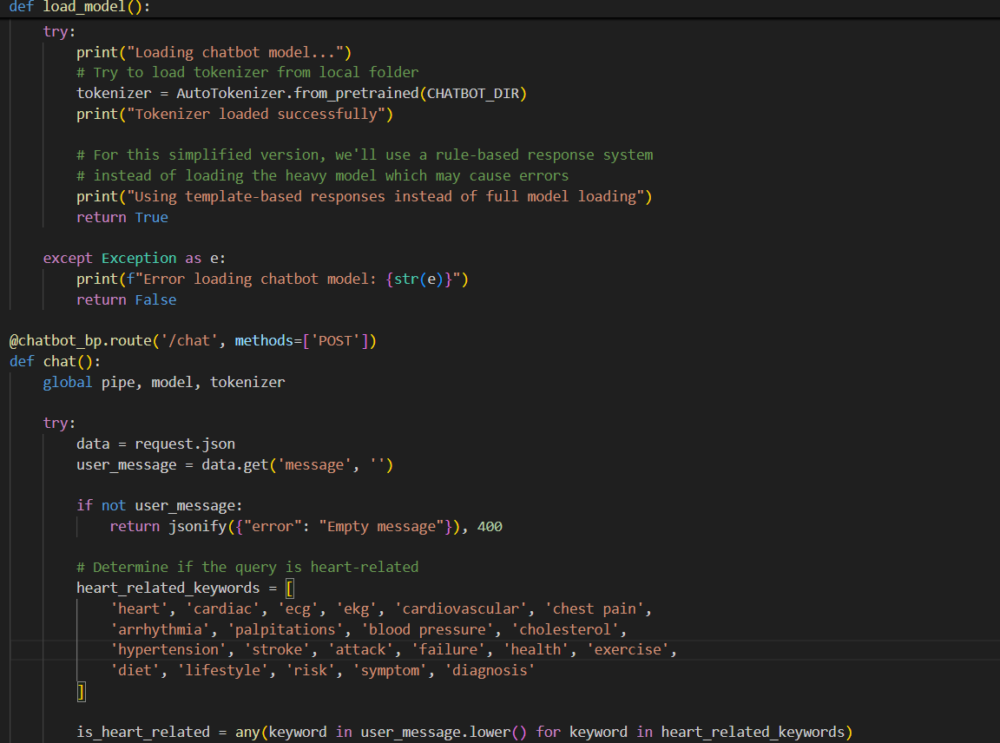 def load_model():
    try:
        print("Loading chatbot model...")
        # Try to load tokenizer from local folder
        tokenizer = AutoTokenizer.from_pretrained(CHATBOT_DIR)
        print("Tokenizer loaded successfully")

        # For this simplified version, we'll use a rule-based response system
        # instead of loading the heavy model which may cause errors
        print("Using template-based responses instead of full model loading")
        return True

    except Exception as e:
        print(f"Error loading chatbot model: {str(e)}")
        return False

@chatbot_bp.route('/chat', methods=['POST'])
def chat():
    global pipe, model, tokenizer

    try:
        data = request.json
        user_message = data.get('message', '')

        if not user_message:
            return jsonify({"error": "Empty message"}), 400

        # Determine if the query is heart-related
        heart_related_keywords = [
            'heart', 'cardiac', 'ecg', 'ekg', 'cardiovascular', 'chest pain',
            'arrhythmia', 'palpitations', 'blood pressure', 'cholesterol',
            'hypertension', 'stroke', 'attack', 'failure', 'health', 'exercise',
            'diet', 'lifestyle', 'risk', 'symptom', 'diagnosis'
        ]

        is_heart_related = any(keyword in user_message.lower() for keyword in heart_related_keywords)